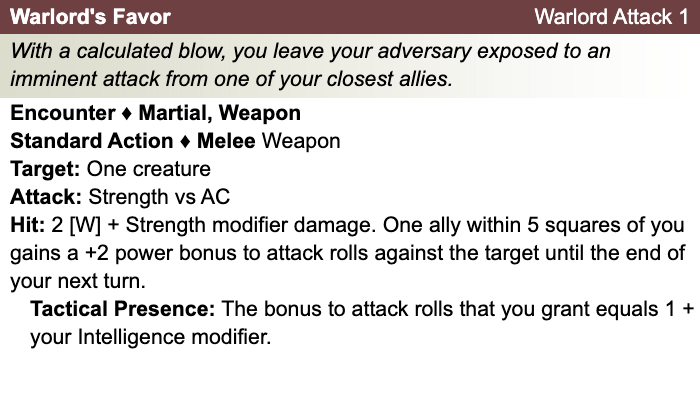 Warlord's Favor Warlord Attack 1
With a calculated blow, you leave your adversary exposed to an
imminent attack from one of your closest allies.
Encounter ♦ Martial, Weapon
Standard Action ♦ Melee Weapon
Target: One creature
Attack: Strength vs AC
Hit: 2 [W] + Strength modifier damage. One ally within 5 squares of you
gains a +2 power bonus to attack rolls against the target until the end of
your next turn.
Tactical Presence: The bonus to attack rolls that you grant equals 1 +
your Intelligence modifier.